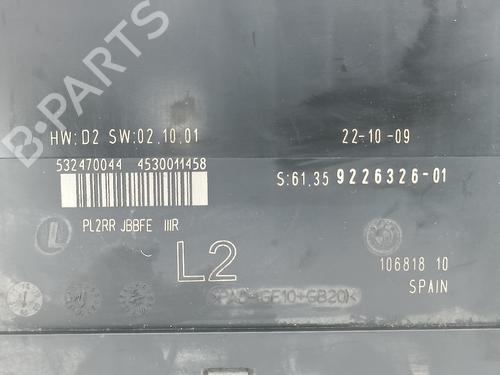 HW:D2 SW:02.10.01
22-10-09
532470044 4530011458
S:61.35 9226326-01
PL2RR JBBFE IIIR
L
L2
106818 10
SPAIN
B-PARTS